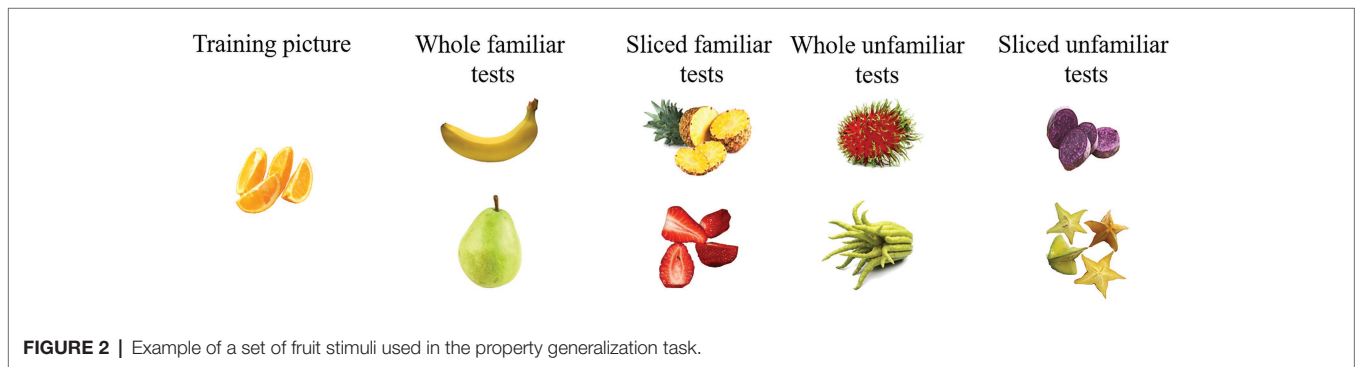 Training picture
Whole familiar
tests
Sliced familiar
tests
Whole unfamiliar
tests
Sliced unfamiliar
tests
FIGURE 2 | Example of a set of fruit stimuli used in the property generalization task.